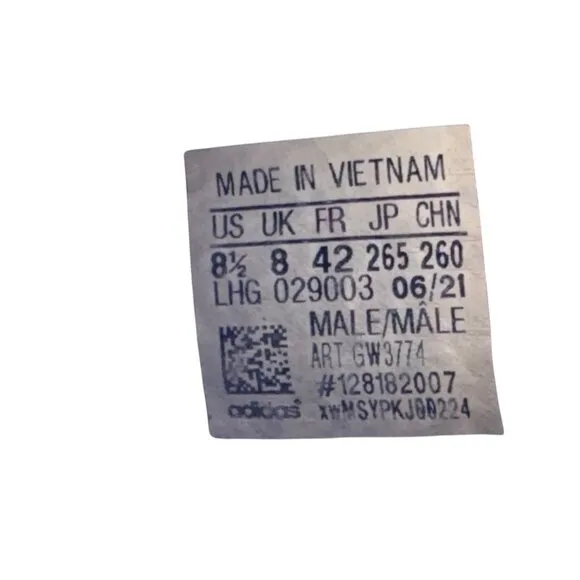 MADE IN VIETNAM
US UK FR JP CHN
8½ 8 42 265 260
LHG 029003 06/21
MALE/MÂLE
ART GW3774
#128182007
adidas xwMSYPKJ00224